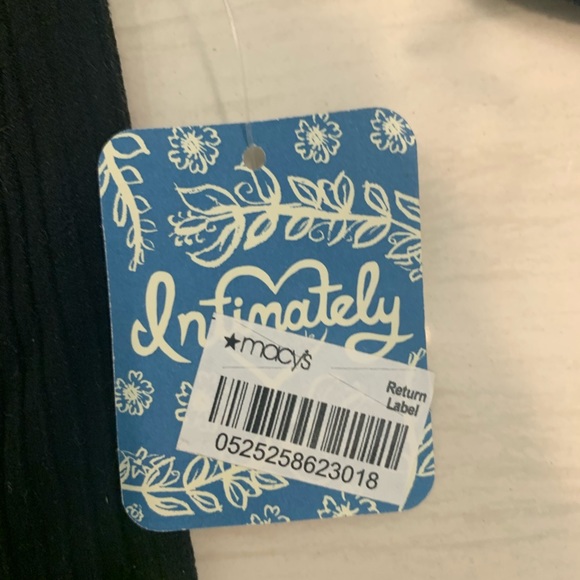 Intimately
★macy's
Return
Label
0525258623018